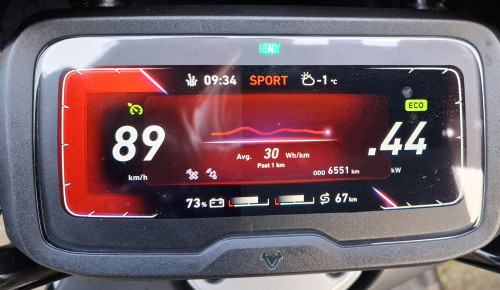 READY
09:34 SPORT -1 °C
ECO
89 .44
km/h kW
Avg. 30 Wh/km
Past 1 km
ODO 6551 km
73% 67 km